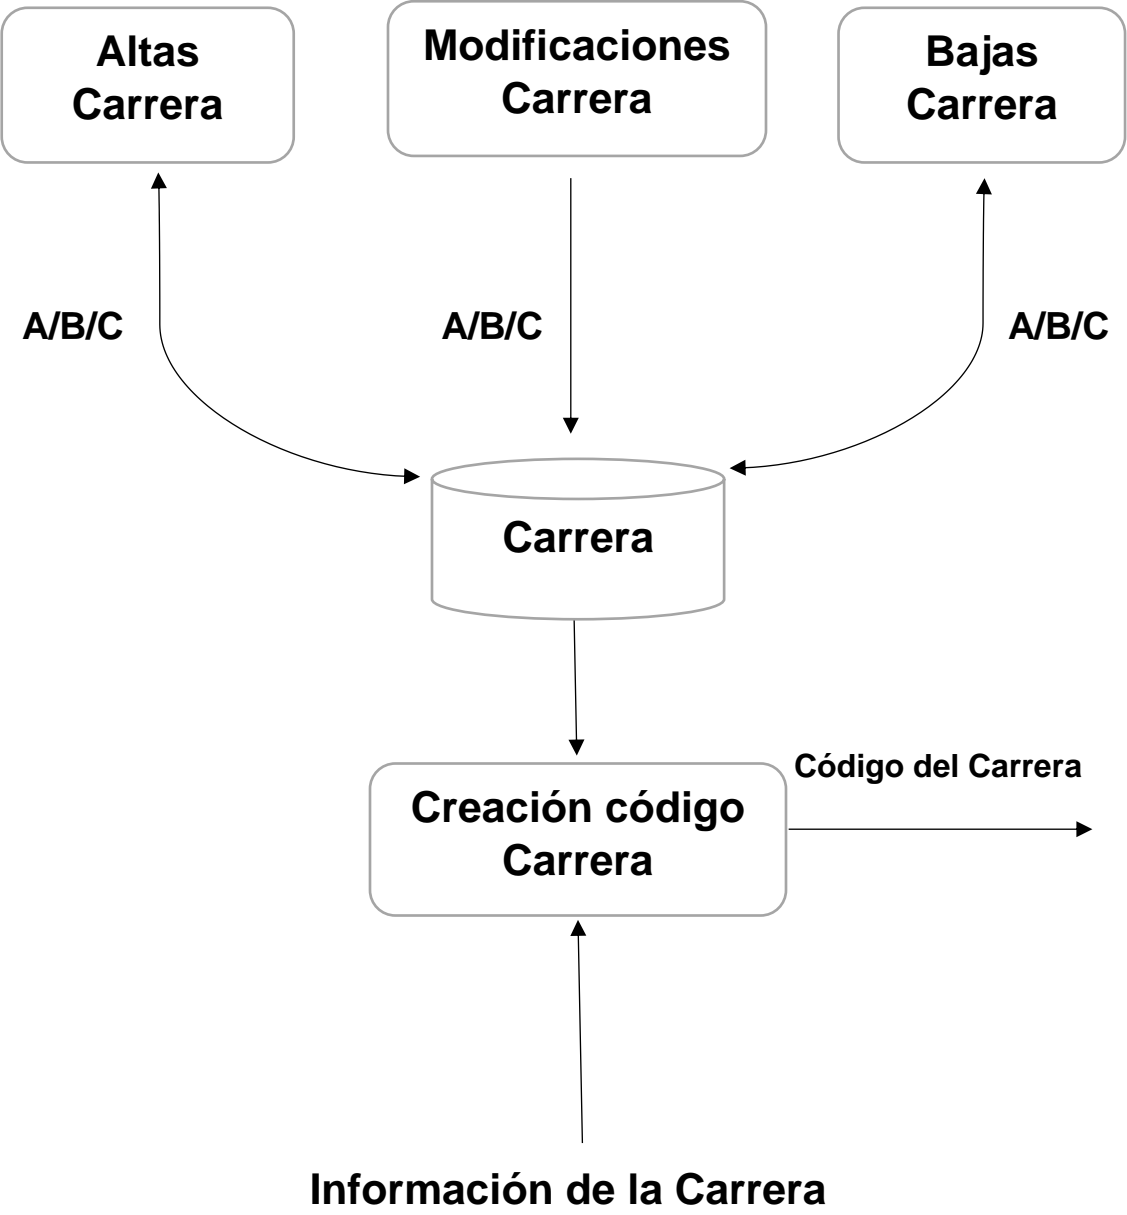 Altas
Carrera
Modificaciones
Carrera
Bajas
Carrera
A/B/C
A/B/C
A/B/C
Carrera
Código del Carrera
Creación código
Carrera
Información de la Carrera